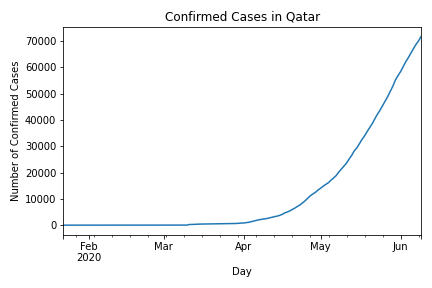 Confirmed Cases in Qatar
Number of Confirmed Cases
70000
60000
50000
40000
30000
20000
10000
0
Feb
2020
Mar
Apr
May
Jun
Day